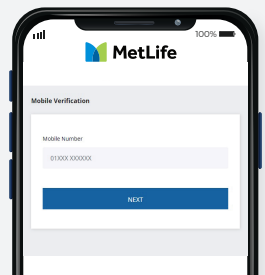 100%
MetLife
Mobile Verification
Mobile Number
01XXX XXXXXX
NEXT